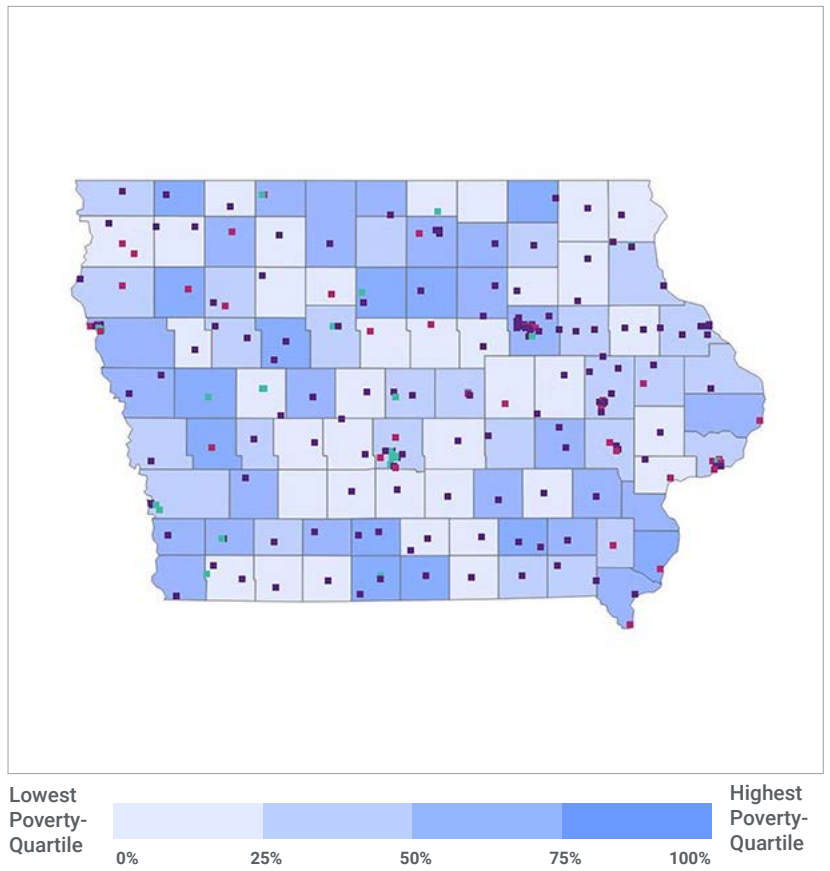 Lowest
Poverty-
Quartile
Highest
Poverty-
Quartile
0%
25%
50%
75%
100%